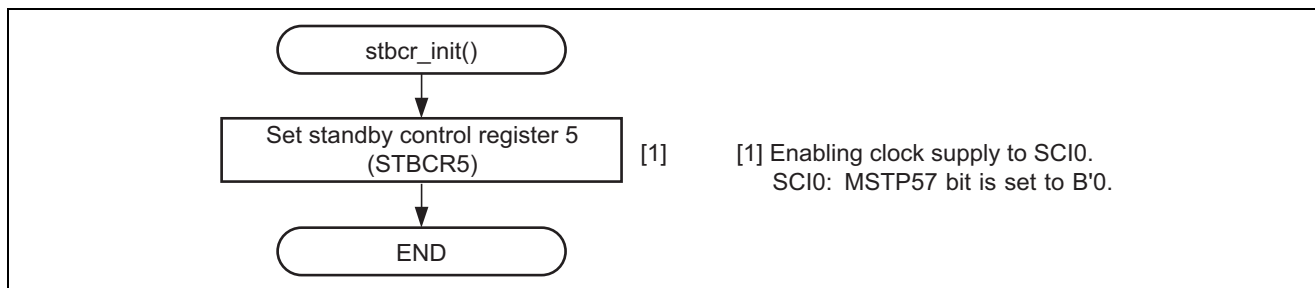 stbcr_init()
Set standby control register 5
(STBCR5)
[1]
[1] Enabling clock supply to SCI0.
SCI0: MSTP57 bit is set to B'0.
END